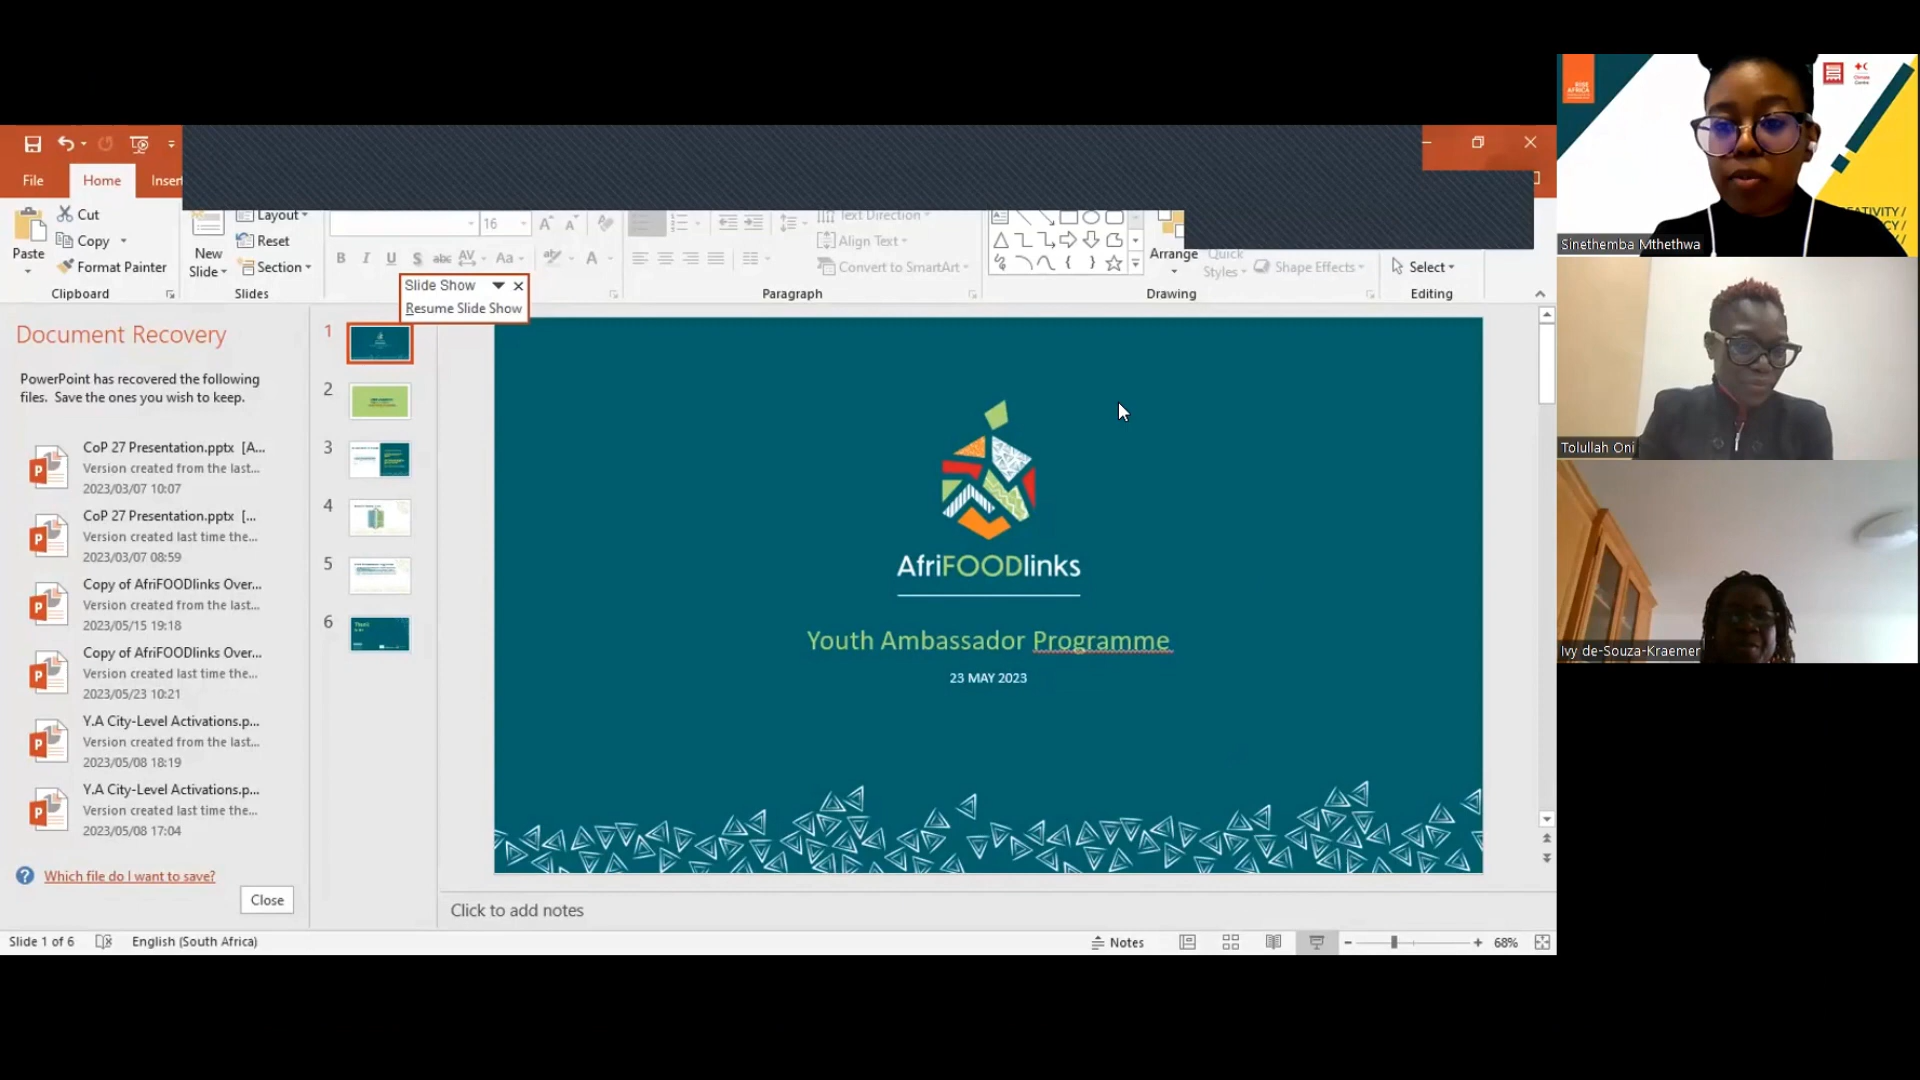 File
Home
Insert
Paste
Cut
Copy
Format Painter
Clipboard
New
Slide
Layout
Reset
Section
Slides
16
B I U S abc AV Aa
A
Text Direction
Align Text
Convert to SmartArt
Paragraph
Arrange
Quick
Styles
Shape Effects
Drawing
Select
Editing
Slide Show
Resume Slide Show
Document Recovery
PowerPoint has recovered the following
files. Save the ones you wish to keep.
CoP 27 Presentation.pptx [A...
Version created from the last...
2023/03/07 10:07
CoP 27 Presentation.pptx [...
Version created last time the...
2023/03/07 08:59
Copy of AfriFOODlinks Over...
Version created from the last...
2023/05/15 19:18
Copy of AfriFOODlinks Over...
Version created from the last...
2023/05/23 10:21
Y.A City-Level Activations.p...
Version created from the last...
2023/05/08 18:19
Y.A City-Level Activations.p...
Version created last time the...
2023/05/08 17:04
Which file do I want to save?
Close
1
2
3
4
5
6
AfriFOODlinks
Youth Ambassador Programme
23 MAY 2023
Click to add notes
Slide 1 of 6
English (South Africa)
Notes
68%
Sinethemba Mthethwa
Tolullah Oni
Ivy de-Souza-Kraemer